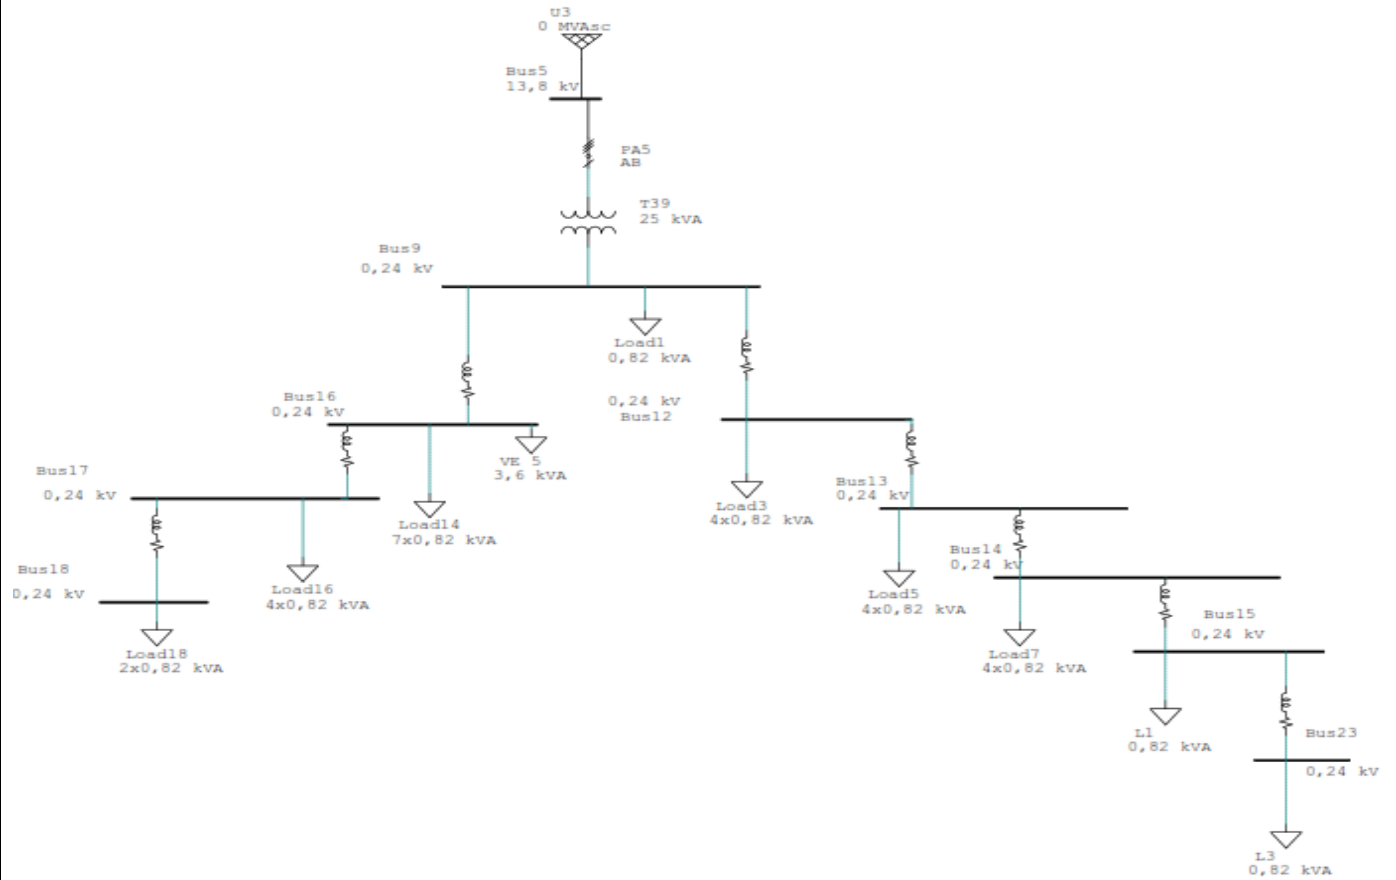 U3
0 MVAsc
Bus5
13,8 kV
PA5
AB
T39
25 kVA
Bus9
0,24 kV
Load1
0,82 kVA
Bus16
0,24 kV
0,24 kV
Bus12
VE 5
3,6 kVA
Bus17
0,24 kV
Load14
7x0,82 kVA
Load3
4x0,82 kVA
Bus13
0,24 kV
Bus18
0,24 kV
Load16
4x0,82 kVA
Bus14
0,24 kV
Load5
4x0,82 kVA
Bus15
0,24 kV
Load18
2x0,82 kVA
Load7
4x0,82 kVA
L1
0,82 kVA
Bus23
0,24 kV
L3
0,82 kVA